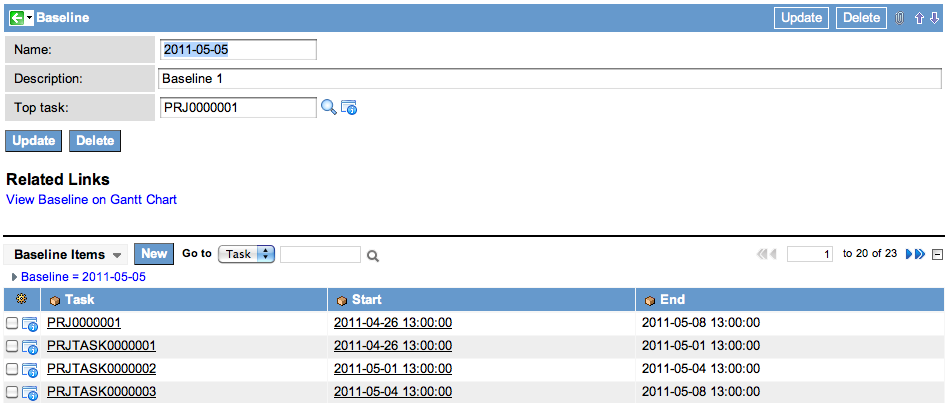 Baseline Update Delete
Name: 2011-05-05
Description: Baseline 1
Top task: PRJ0000001
Update Delete
Related Links
View Baseline on Gantt Chart
Baseline Items New Go to Task 1 to 20 of 23
Baseline = 2011-05-05
Task Start End
PRJ0000001 2011-04-26 13:00:00 2011-05-08 13:00:00
PRJTASK0000001 2011-04-26 13:00:00 2011-05-01 13:00:00
PRJTASK0000002 2011-05-01 13:00:00 2011-05-04 13:00:00
PRJTASK0000003 2011-05-04 13:00:00 2011-05-08 13:00:00